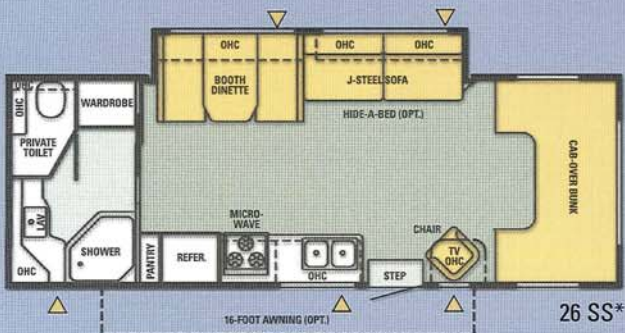 OHC
OHC
OHC
BOOTH
DINETTE
J-STEEL SOFA
HIDE-A-BED (OPT.)
OHC
OHC
WARDROBE
PRIVATE
TOILET
CAB-OVER BUNK
LAV
SHOWER
OHC
PANTRY
REFER.
MICRO-
WAVE
OHC
STEP
CHAIR
TV
OHC
16-FOOT AWNING (OPT.)
26 SS*